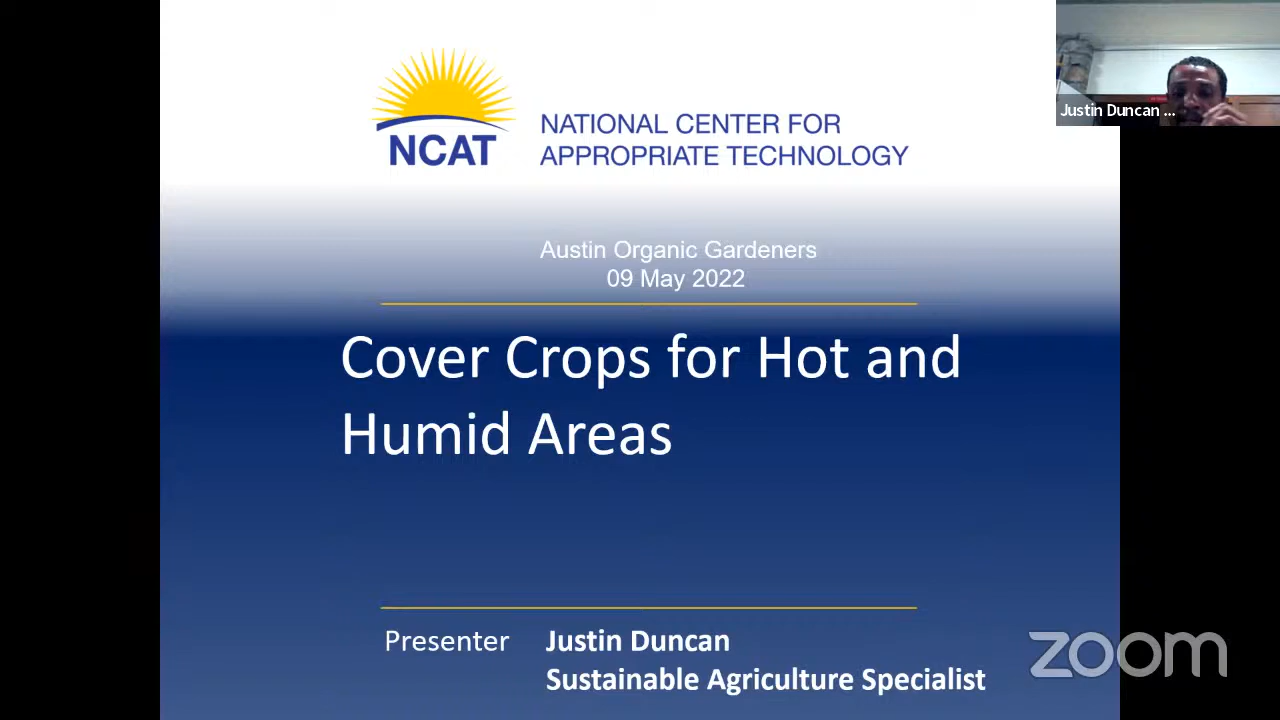 NCAT
NATIONAL CENTER FOR
APPROPRIATE TECHNOLOGY
Justin Duncan ...
Austin Organic Gardeners
09 May 2022
Cover Crops for Hot and
Humid Areas
Presenter Justin Duncan
Sustainable Agriculture Specialist
zoom